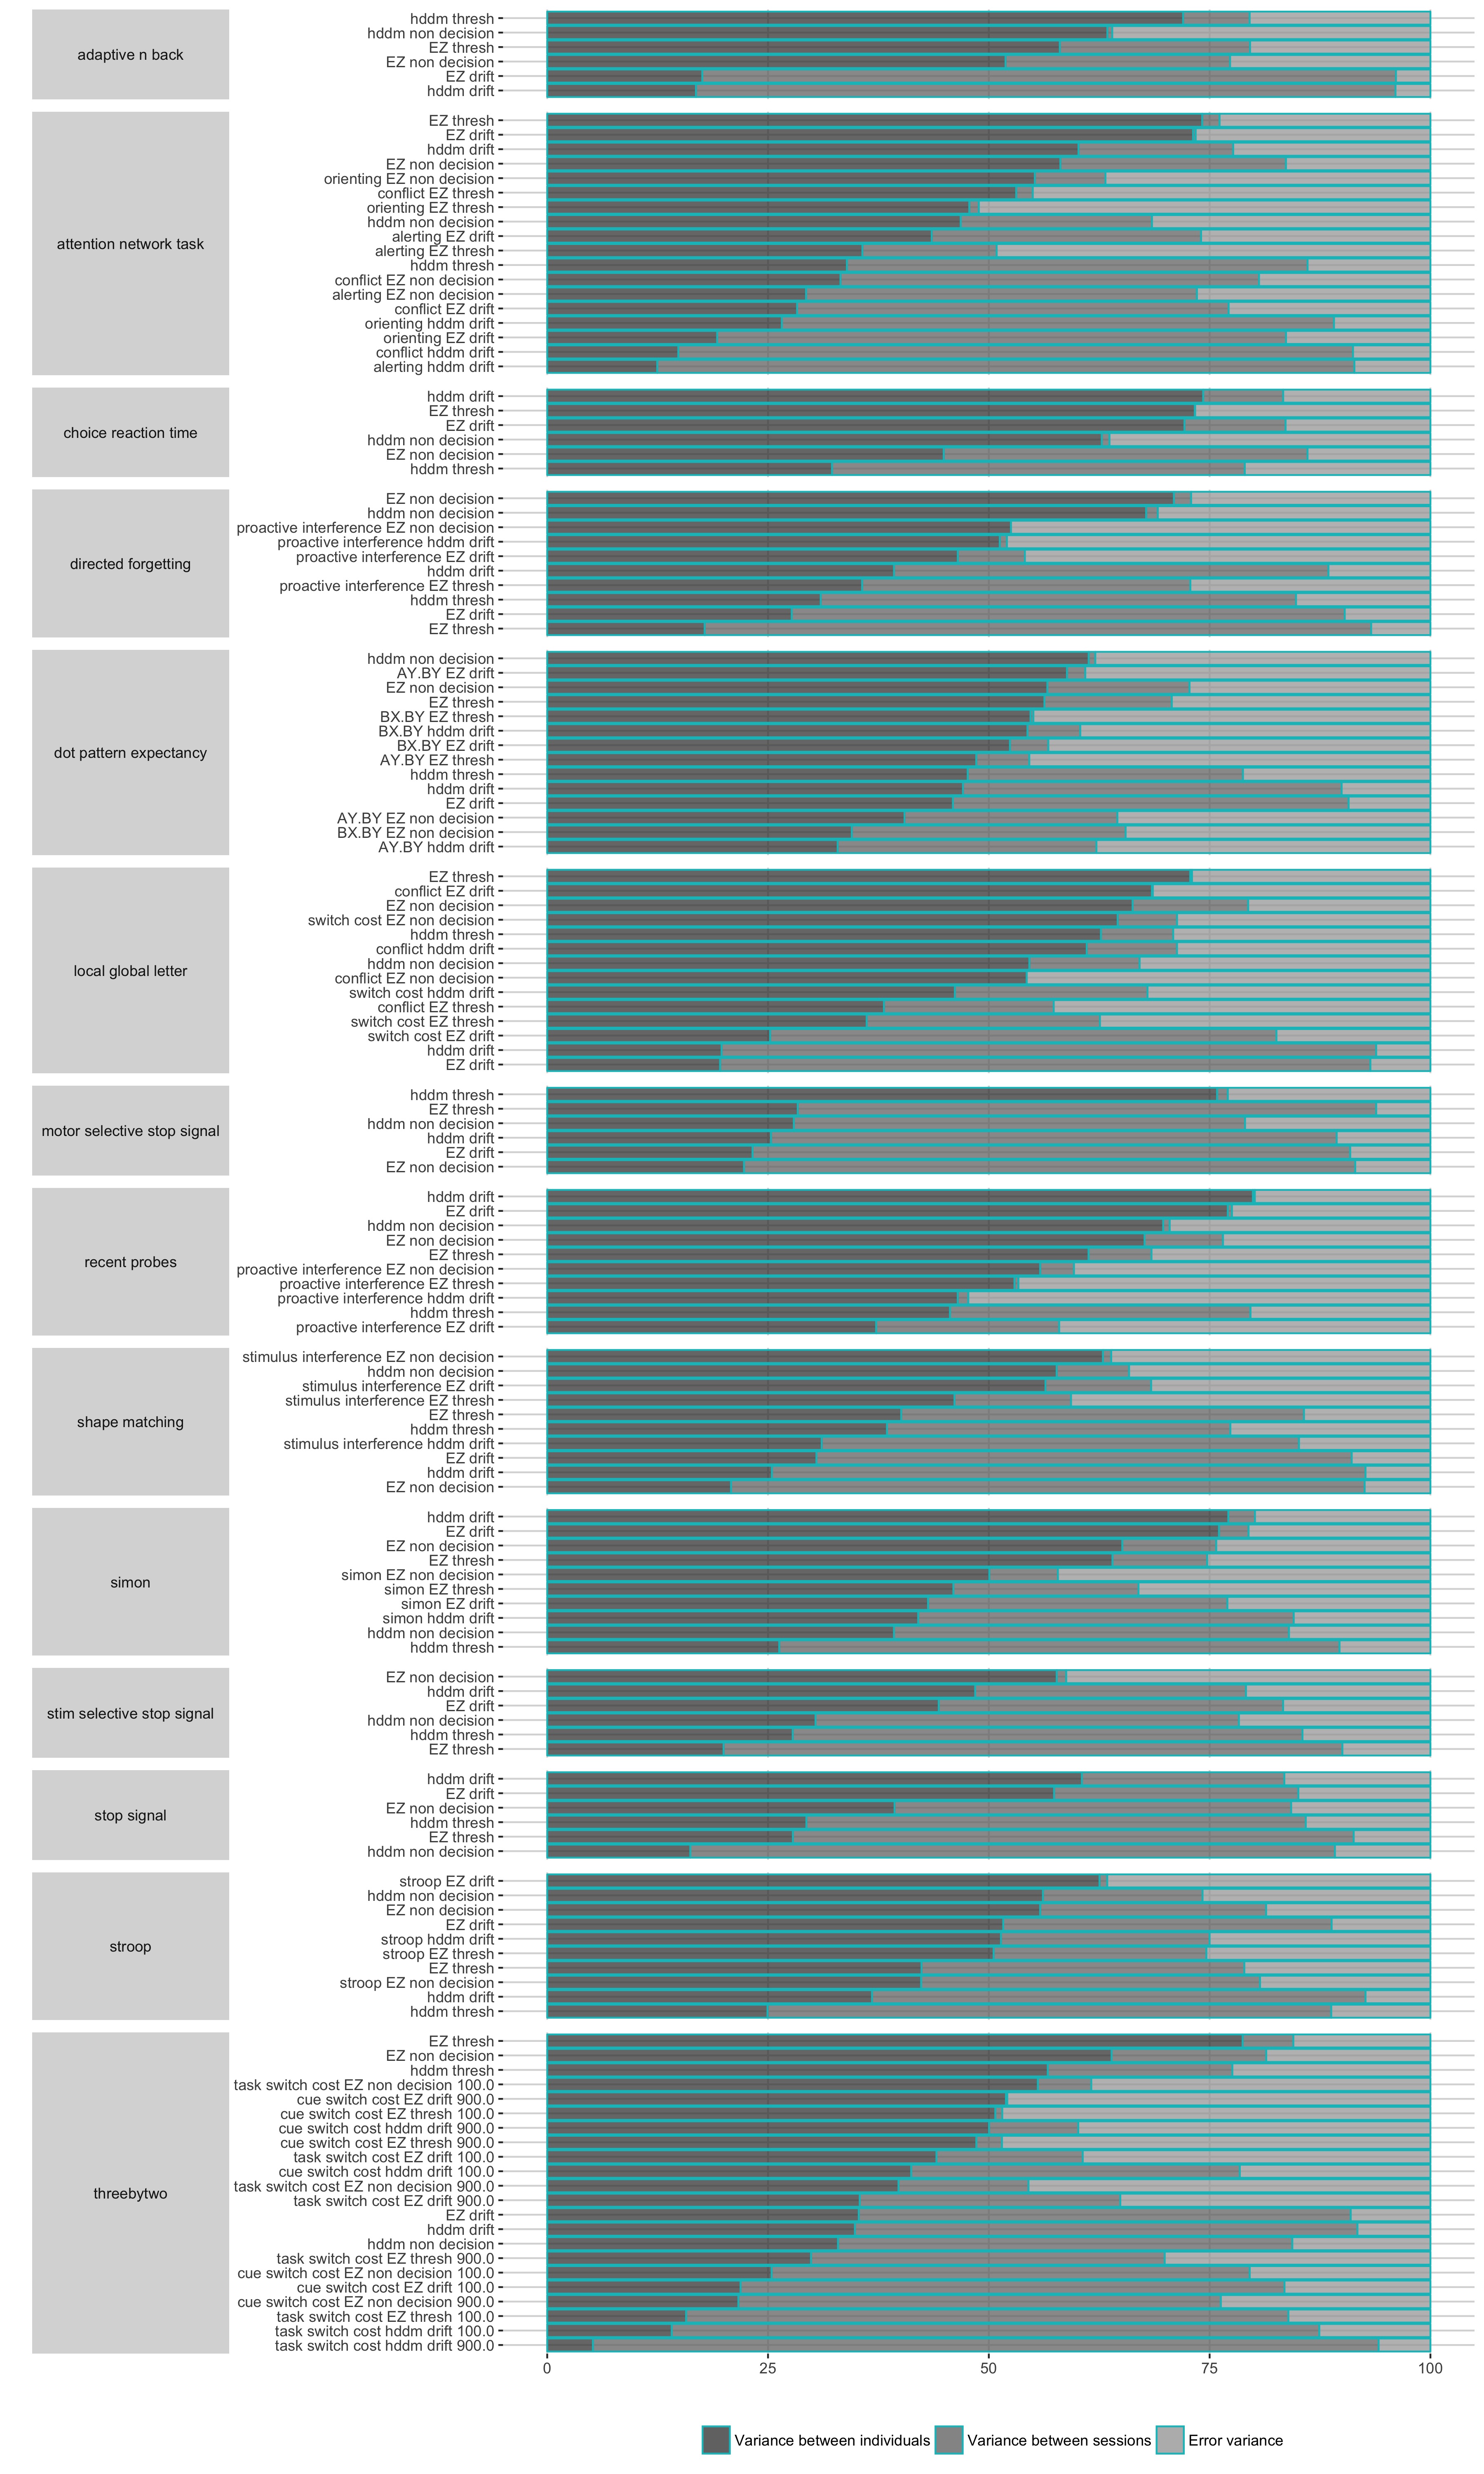 adaptive n back
hddm thresh
hddm non decision
EZ thresh
EZ non decision
EZ drift
hddm drift
attention network task
EZ thresh
EZ drift
hddm drift
EZ non decision
orienting EZ non decision
conflict EZ thresh
orienting EZ thresh
hddm non decision
alerting EZ drift
alerting EZ thresh
hddm thresh
conflict EZ non decision
alerting EZ non decision
conflict EZ drift
orienting hddm drift
orienting EZ drift
conflict hddm drift
alerting hddm drift
choice reaction time
hddm drift
EZ thresh
EZ drift
hddm non decision
EZ non decision
hddm thresh
directed forgetting
EZ non decision
hddm non decision
proactive interference EZ non decision
proactive interference hddm drift
proactive interference EZ drift
hddm drift
proactive interference EZ thresh
hddm thresh
EZ drift
EZ thresh
dot pattern expectancy
hddm non decision
AY.BY EZ drift
EZ non decision
EZ thresh
BX.BY EZ thresh
BX.BY hddm drift
BX.BY EZ drift
AY.BY EZ thresh
hddm thresh
hddm drift
EZ drift
AY.BY EZ non decision
BX.BY EZ non decision
AY.BY hddm drift
local global letter
EZ thresh
conflict EZ drift
EZ non decision
switch cost EZ non decision
hddm thresh
conflict hddm drift
hddm non decision
conflict EZ non decision
switch cost hddm drift
conflict EZ thresh
switch cost EZ thresh
switch cost EZ drift
hddm drift
EZ drift
motor selective stop signal
hddm thresh
EZ thresh
hddm non decision
hddm drift
EZ drift
EZ non decision
recent probes
hddm drift
EZ drift
hddm non decision
EZ non decision
EZ thresh
proactive interference EZ non decision
proactive interference EZ thresh
proactive interference hddm drift
hddm thresh
proactive interference EZ drift
shape matching
stimulus interference EZ non decision
hddm non decision
stimulus interference EZ drift
stimulus interference EZ thresh
EZ thresh
hddm thresh
stimulus interference hddm drift
EZ drift
hddm drift
EZ non decision
simon
hddm drift
EZ drift
EZ non decision
EZ thresh
simon EZ non decision
simon EZ thresh
simon EZ drift
simon hddm drift
hddm non decision
hddm thresh
stim selective stop signal
EZ non decision
hddm drift
EZ drift
hddm non decision
hddm thresh
EZ thresh
stop signal
hddm drift
EZ drift
EZ non decision
hddm thresh
EZ thresh
hddm non decision
stroop
stroop EZ drift
hddm non decision
EZ non decision
EZ drift
stroop hddm drift
stroop EZ thresh
EZ thresh
stroop EZ non decision
hddm drift
hddm thresh
threebytwo
EZ thresh
EZ non decision
hddm thresh
task switch cost EZ non decision 100.0
cue switch cost EZ drift 900.0
cue switch cost EZ thresh 100.0
cue switch cost hddm drift 900.0
cue switch cost EZ thresh 900.0
task switch cost EZ drift 100.0
cue switch cost hddm drift 100.0
task switch cost EZ non decision 900.0
task switch cost EZ drift 900.0
EZ drift
hddm drift
hddm non decision
task switch cost EZ thresh 900.0
cue switch cost EZ non decision 100.0
cue switch cost EZ drift 100.0
cue switch cost EZ non decision 900.0
task switch cost EZ thresh 100.0
task switch cost hddm drift 100.0
task switch cost hddm drift 900.0
0 25 50 75 100
Variance between individuals Variance between sessions Error variance